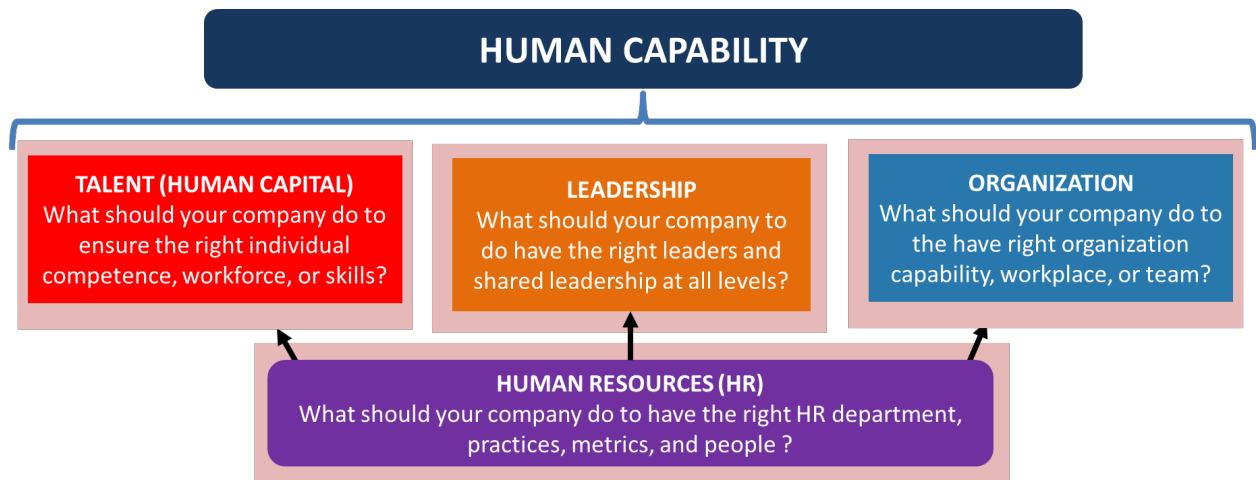 HUMAN CAPABILITY
TALENT (HUMAN CAPITAL)
What should your company do to
ensure the right individual
competence, workforce, or skills?
LEADERSHIP
What should your company to
do have the right leaders and
shared leadership at all levels?
ORGANIZATION
What should your company do to
the have right organization
capability, workplace, or team?
HUMAN RESOURCES (HR)
What should your company do to have the right HR department,
practices, metrics, and people ?